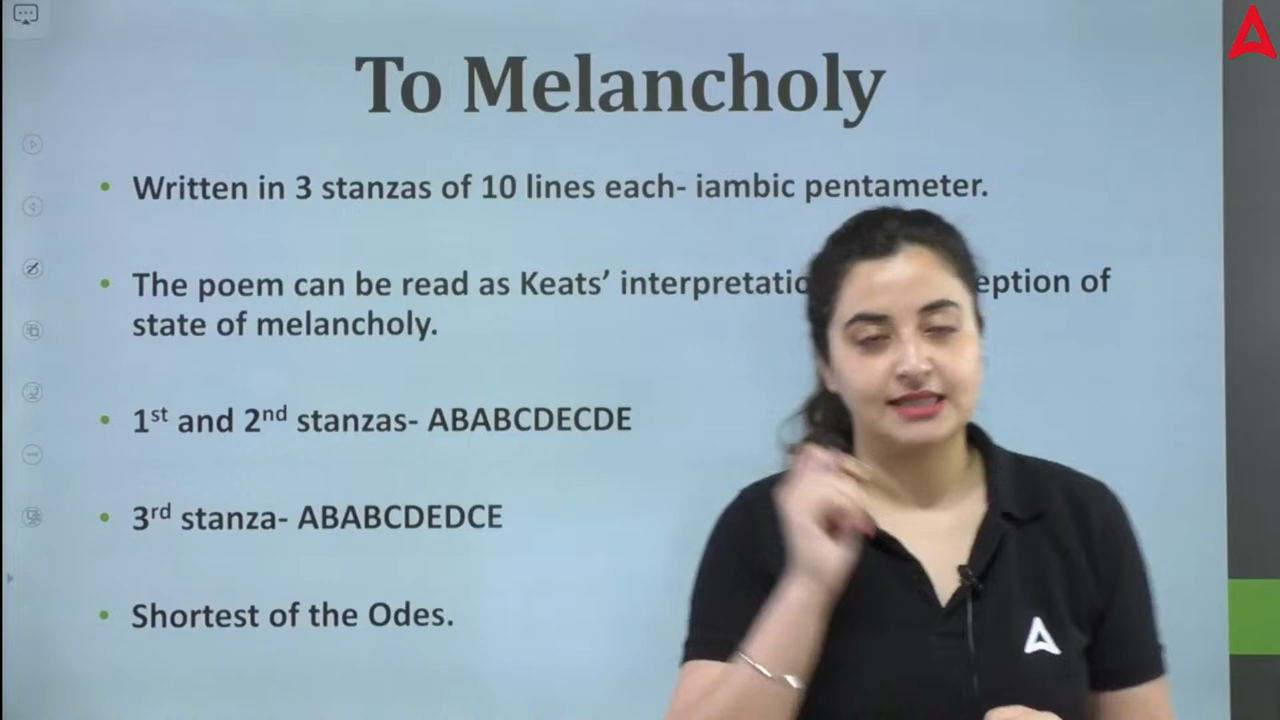 To Melancholy
• Written in 3 stanzas of 10 lines each- iambic pentameter.
• The poem can be read as Keats’ interpretatio eption of
state of melancholy.
• 1st and 2nd stanzas- ABABCDECDE
• 3rd stanza- ABABCDEDCE
• Shortest of the Odes.